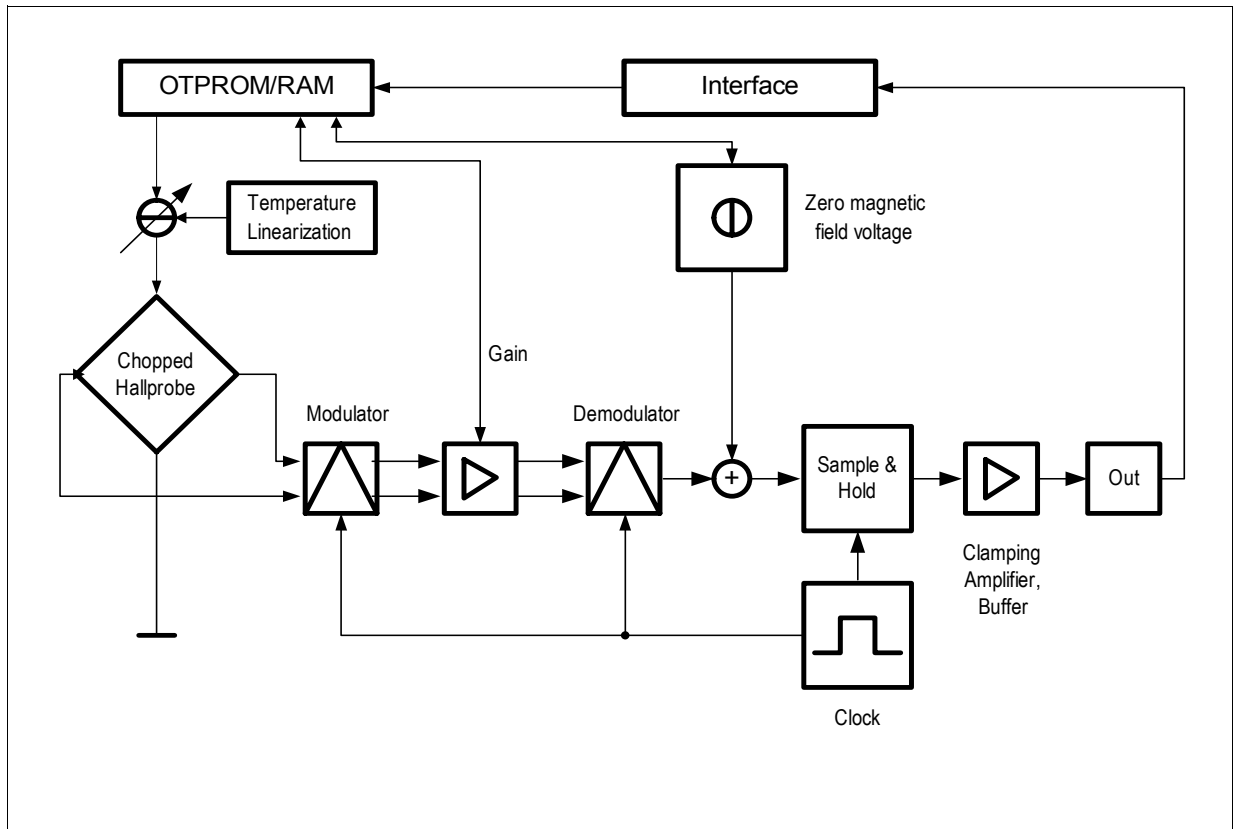 OTPROM/RAM
Interface
Temperature
Linearization
Zero magnetic
field voltage
Chopped
Hallprobe
Gain
Modulator
Demodulator
+
Sample &
Hold
Out
Clamping
Amplifier,
Buffer
Clock